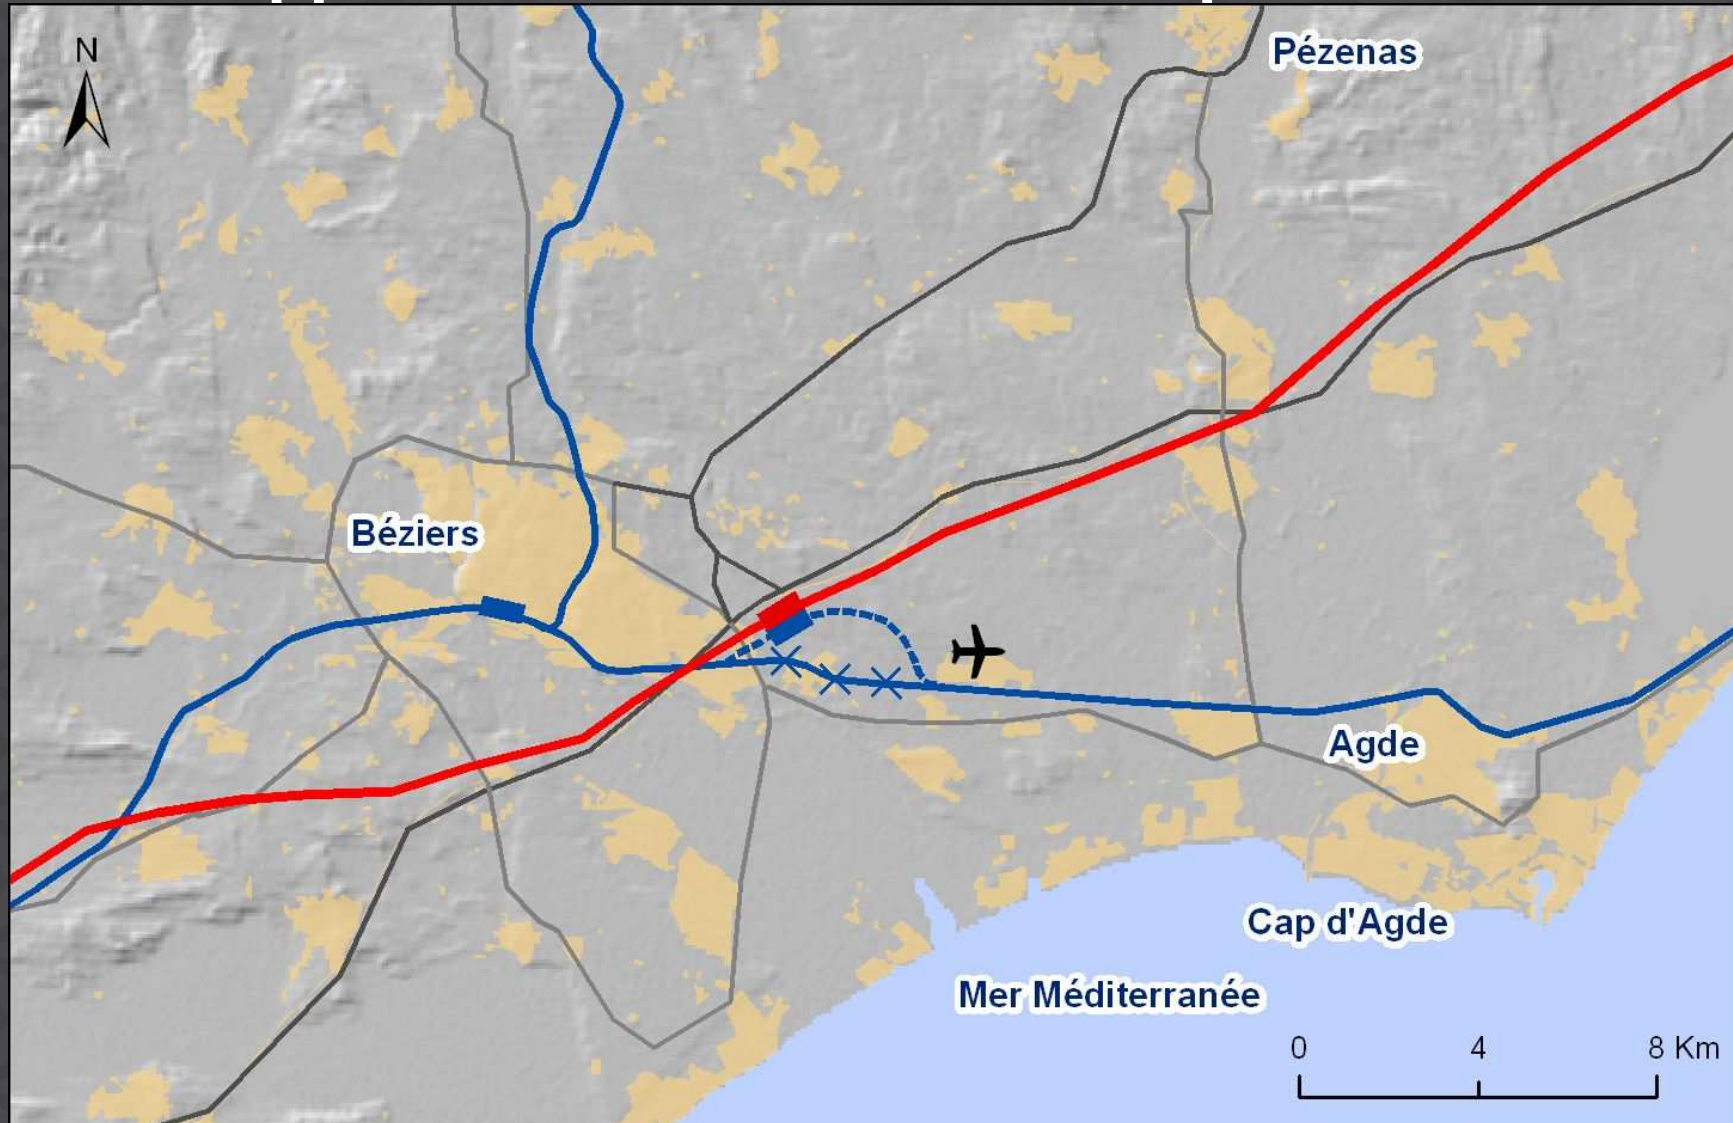 N
Pézenas
Béziers
Agde
Cap d'Agde
Mer Méditerranée
0 4 8 Km